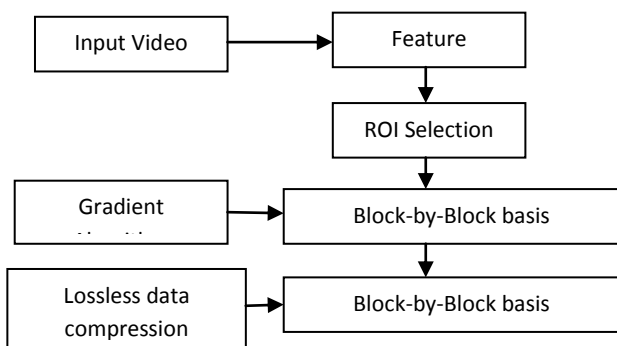 Input Video
Feature
ROI Selection
Gradient
Block-by-Block basis
Lossless data
compression
Block-by-Block basis